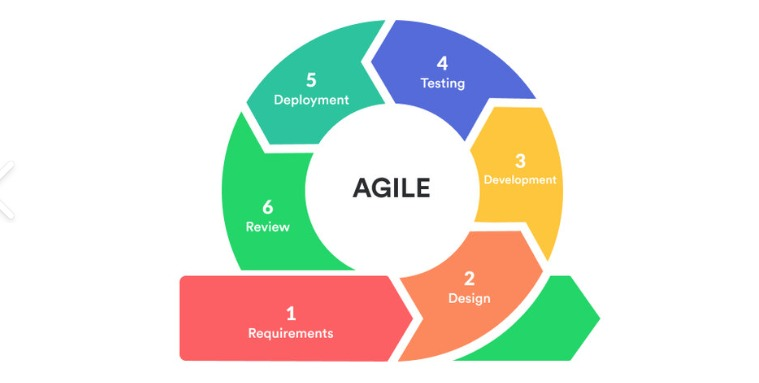 AGILE
1
Requirements
2
Design
3
Development
4
Testing
5
Deployment
6
Review